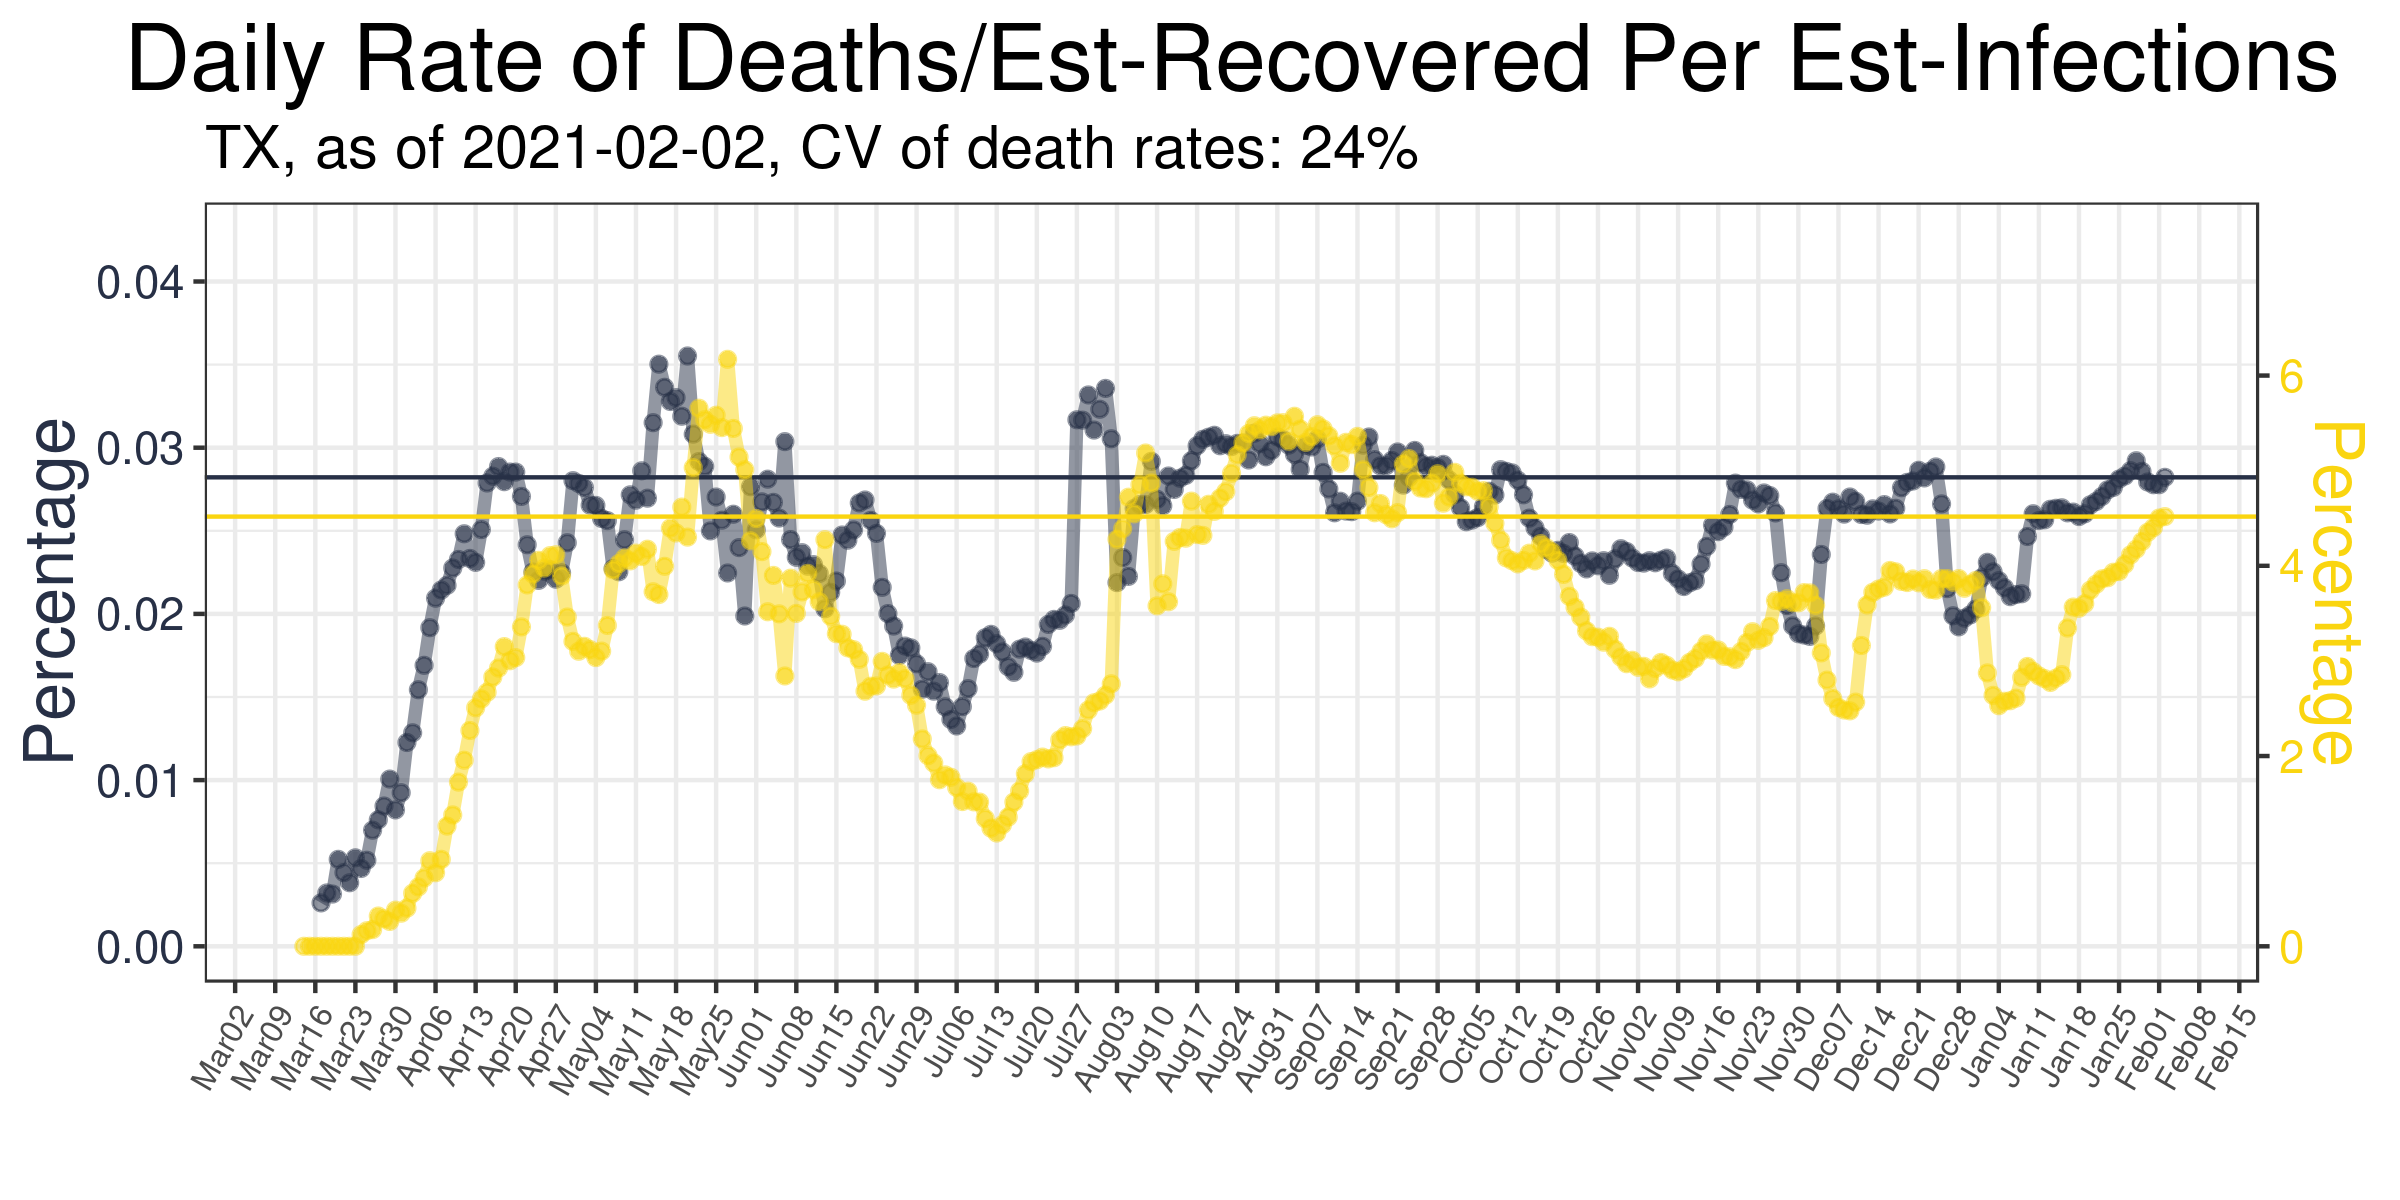 Daily Rate of Deaths/Est-Recovered Per Est-Infections
TX, as of 2021-02-02, CV of death rates: 24%
Percentage
0.04
0.03
0.02
0.01
0.00
6
4
2
0
Percentage
Mar02
Mar09
Mar16
Mar23
Mar30
Apr06
Apr13
Apr20
Apr27
May04
May11
May18
May25
Jun01
Jun08
Jun15
Jun22
Jun29
Jul06
Jul13
Jul20
Jul27
Aug03
Aug10
Aug17
Aug24
Aug31
Sep07
Sep14
Sep21
Sep28
Oct05
Oct12
Oct19
Oct26
Nov02
Nov09
Nov16
Nov23
Nov30
Dec07
Dec14
Dec21
Dec28
Jan04
Jan11
Jan18
Jan25
Feb01
Feb08
Feb15